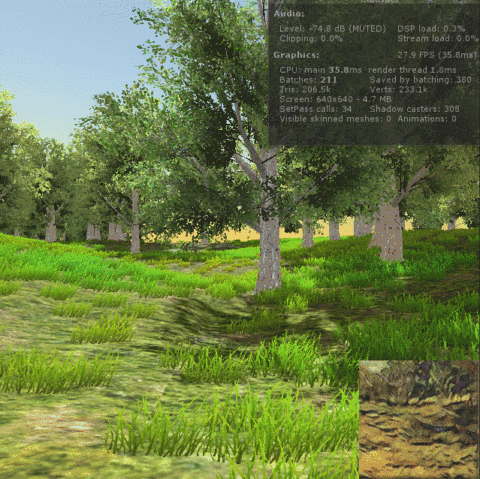 Audio:
Level: -74.8 dB (MUTED) DSP load: 0.3%
Clipping: 0.0% Stream load: 0.0%
Graphics: 27.9 FPS (35.8ms)
CPU: main 35.8ms render thread 1.8ms
Batches: 211 Saved by batching: 380
Tris: 206.5k Verts: 233.1k
Screen: 640x640 - 4.7 MB
SetPass calls: 34 Shadow casters: 308
Visible skinned meshes: 0 Animations: 0